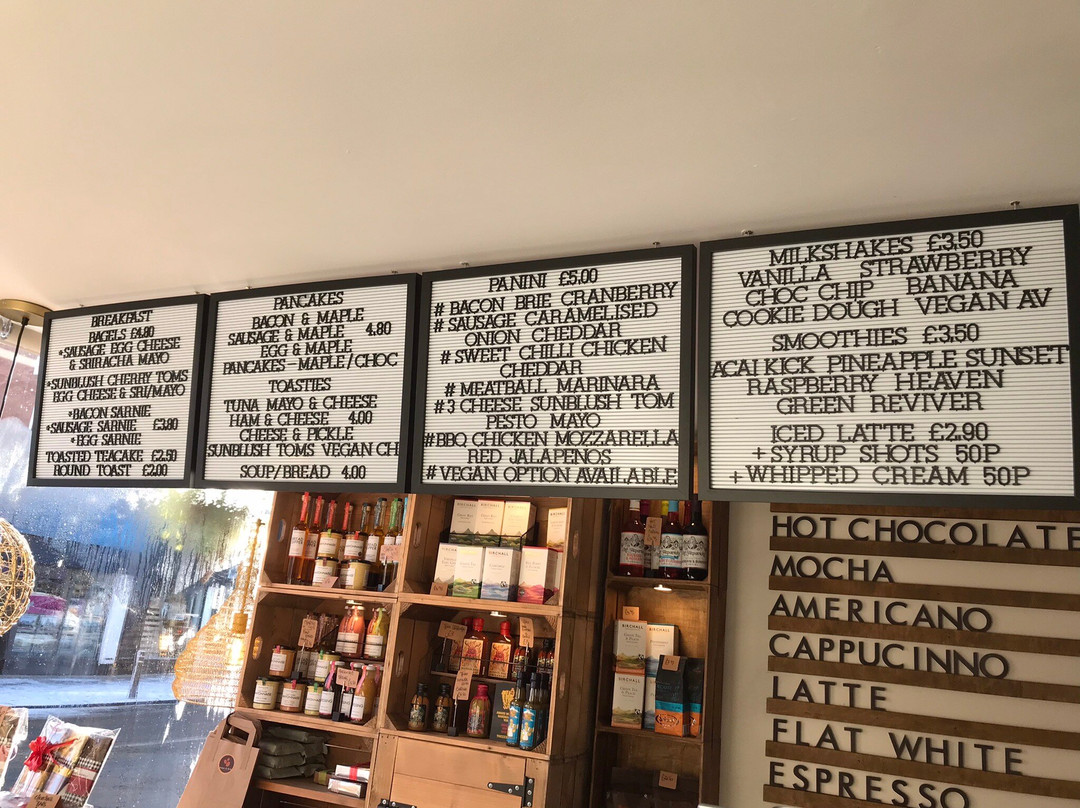 BREAKFAST
BAGELS £4.80
*SAUSAGE EGG CHEESE
& SRIRACHA MAYO
*SUNBLUSH CHERRY TOMS
EGG CHEESE & SRI/MAYO
*BACON SARNIE
*SAUSAGE SARNIE £3.80
*EGG SARNIE
TOASTED TEACAKE £2.50
ROUND TOAST £2.00
PANCAKES
BACON & MAPLE
SAUSAGE & MAPLE 4.80
EGG & MAPLE
PANCAKES - MAPLE/CHOC
TOASTIES
TUNA MAYO & CHEESE
HAM & CHEESE 4.00
CHEESE & PICKLE
SUNBLUSH TOMS VEGAN CH
SOUP/BREAD 4.00
PANINI £5.00
# BACON BRIE CRANBERRY
# SAUSAGE CARAMELISED
ONION CHEDDAR
# SWEET CHILLI CHICKEN
CHEDDAR
# MEATBALL MARINARA
# 3 CHEESE SUNBLUSH TOM
PESTO MAYO
#BBQ CHICKEN MOZZARELLA
RED JALAPENOS
# VEGAN OPTION AVAILABLE
MILKSHAKES £3.50
VANILLA STRAWBERRY
CHOC CHIP BANANA
COOKIE DOUGH VEGAN AV
SMOOTHIES £3.50
ACAI KICK PINEAPPLE SUNSET
RASPBERRY HEAVEN
GREEN REVIVER
ICED LATTE £2.90
+ SYRUP SHOTS 50P
+ WHIPPED CREAM 50P
HOT CHOCOLATE
MOCHA
AMERICANO
CAPPUCINNO
LATTE
FLAT WHITE
ESPRESSO
BIRCHALL
BIRCHALL
BIRCHALL
BIRCHALL